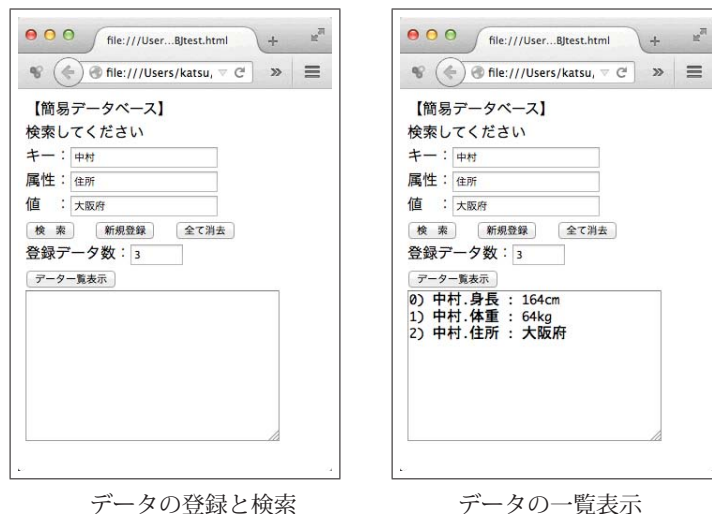 file:///User...BJtest.html
file:///Users/katsu,
【簡易データベース】
検索してください
キー：中村
属性：住所
値　：大阪府
検　索　新規登録　全て消去
登録データ数：3
データ一覧表示
データの登録と検索
file:///User...BJtest.html
file:///Users/katsu,
【簡易データベース】
検索してください
キー：中村
属性：住所
値　：大阪府
検　索　新規登録　全て消去
登録データ数：3
データ一覧表示
0) 中村.身長 : 164cm
1) 中村.体重 : 64kg
2) 中村.住所 : 大阪府
データの一覧表示